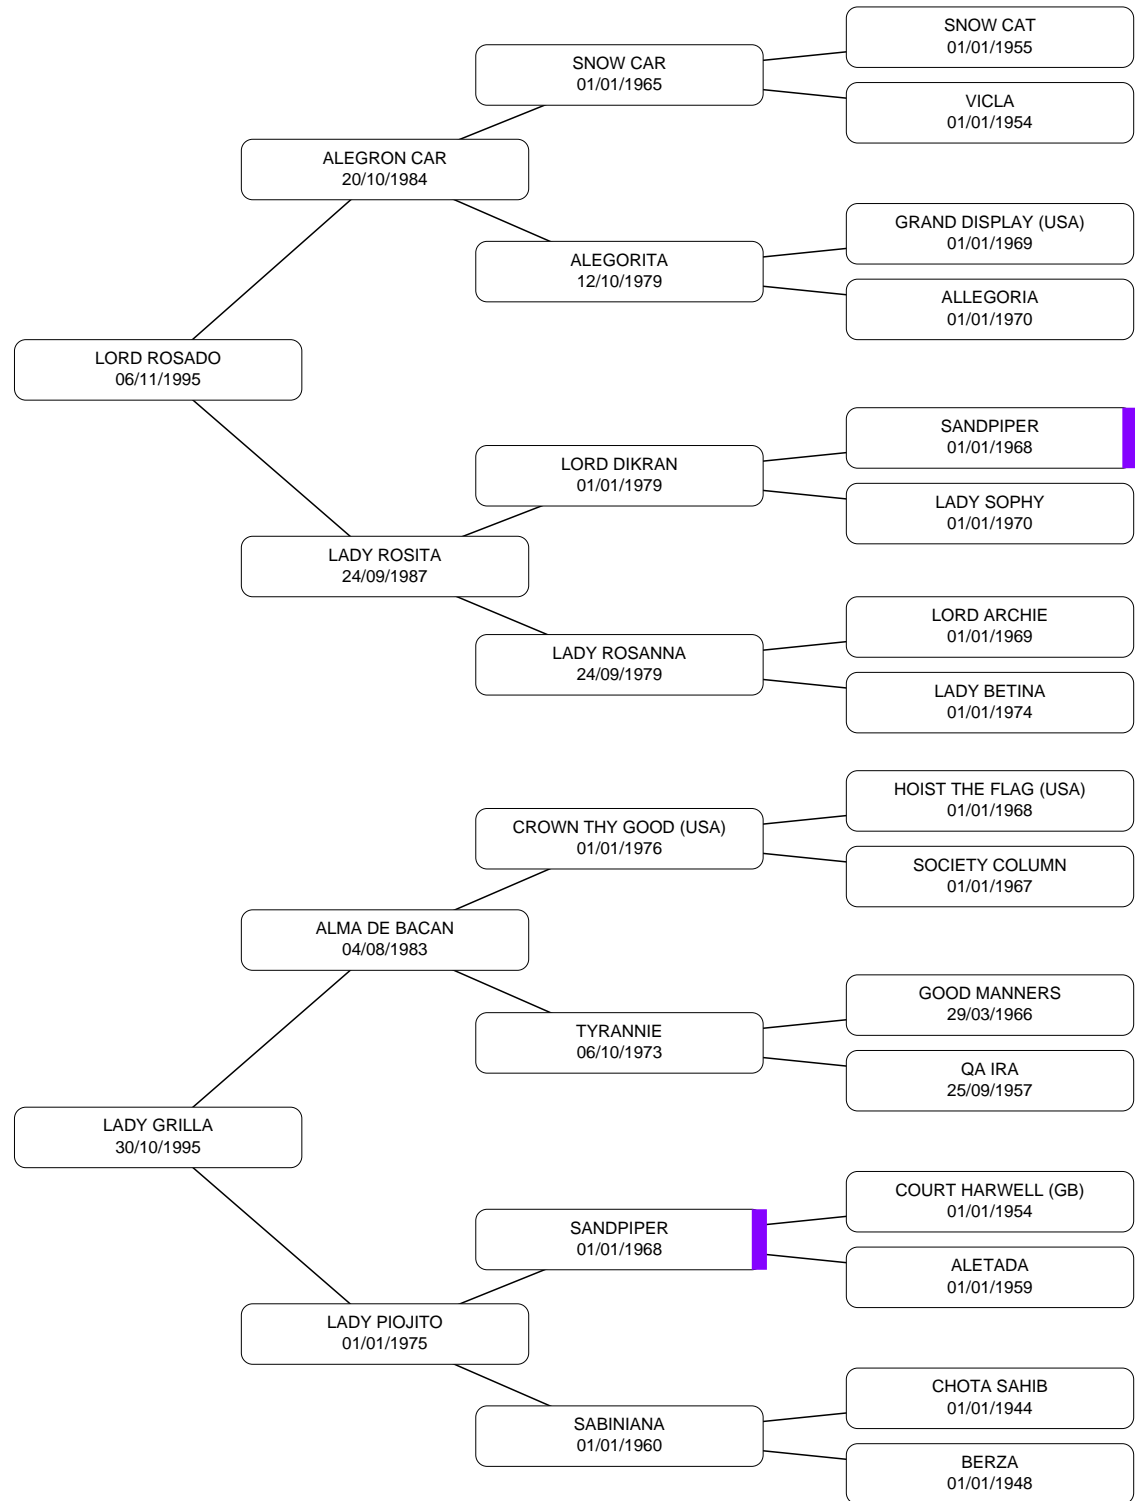 SNOW CAT
01/01/1955
SNOW CAR
01/01/1965
VICLA
01/01/1954
ALEGRON CAR
20/10/1984
GRAND DISPLAY (USA)
01/01/1969
ALEGORITA
12/10/1979
ALLEGORIA
01/01/1970
LORD ROSADO
06/11/1995
SANDPIPER
01/01/1968
LORD DIKRAN
01/01/1979
LADY SOPHY
01/01/1970
LADY ROSITA
24/09/1987
LORD ARCHIE
01/01/1969
LADY ROSANNA
24/09/1979
LADY BETINA
01/01/1974
HOIST THE FLAG (USA)
01/01/1968
CROWN THY GOOD (USA)
01/01/1976
SOCIETY COLUMN
01/01/1967
ALMA DE BACAN
04/08/1983
GOOD MANNERS
29/03/1966
TYRANNIE
06/10/1973
QA IRA
25/09/1957
LADY GRILLA
30/10/1995
COURT HARWELL (GB)
01/01/1954
SANDPIPER
01/01/1968
ALETADA
01/01/1959
LADY PIOJITO
01/01/1975
CHOTA SAHIB
01/01/1944
SABINIANA
01/01/1960
BERZA
01/01/1948